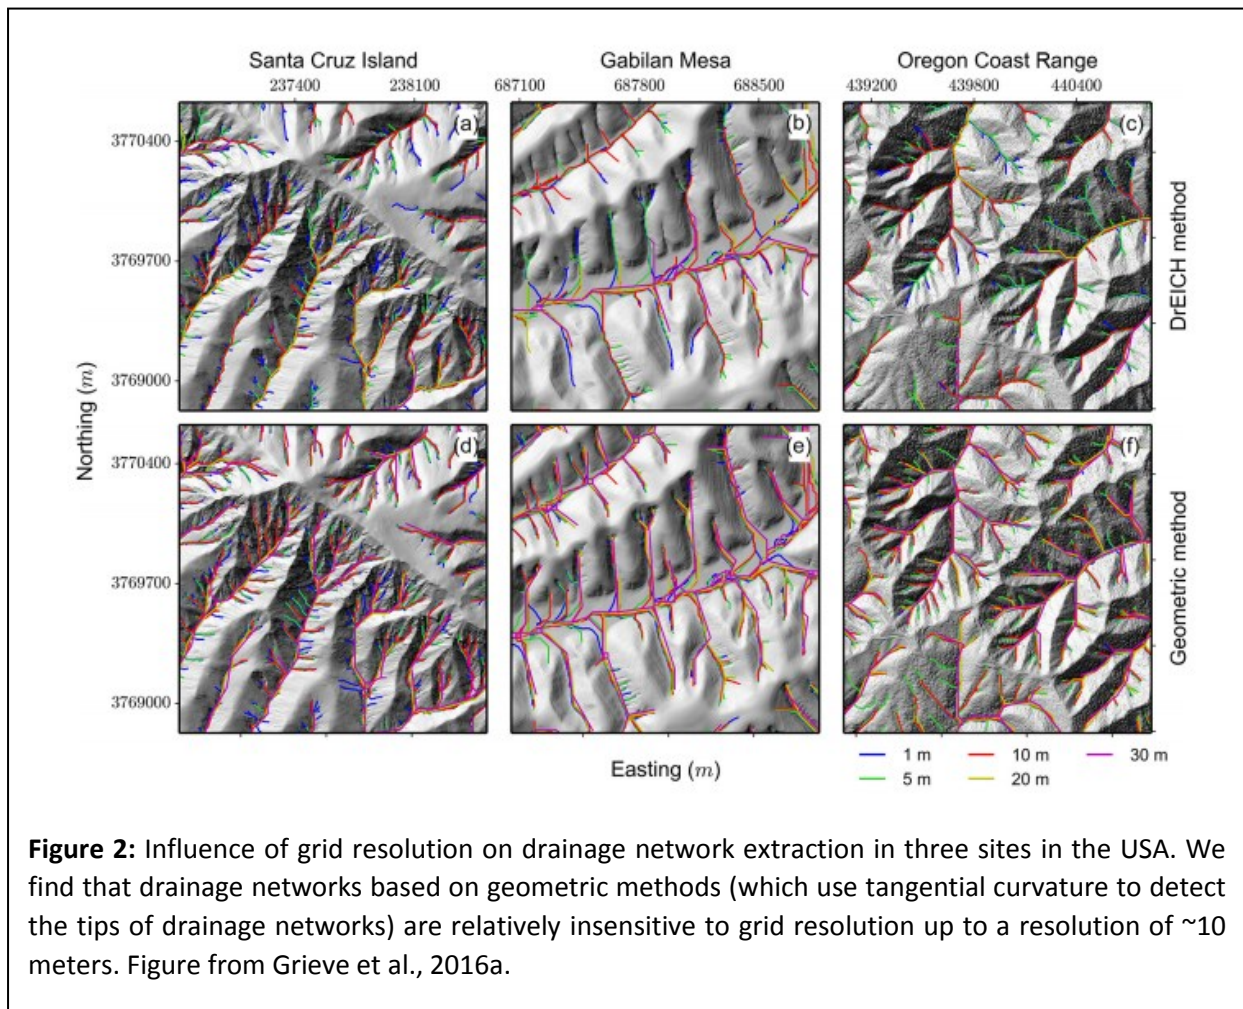 Santa Cruz Island
Gabilan Mesa
Oregon Coast Range
237400 238100
687100 687800 688500
439200 439800 440400
(a)
(b)
(c)
3770400
3769700
3769000
DrEICH method
Northing (m)
(d)
(e)
(f)
3770400
3769700
3769000
Geometric method
Easting (m)
1 m
10 m
30 m
5 m
20 m
Figure 2: Influence of grid resolution on drainage network extraction in three sites in the USA. We
find that drainage networks based on geometric methods (which use tangential curvature to detect
the tips of drainage networks) are relatively insensitive to grid resolution up to a resolution of ~10
meters. Figure from Grieve et al., 2016a.